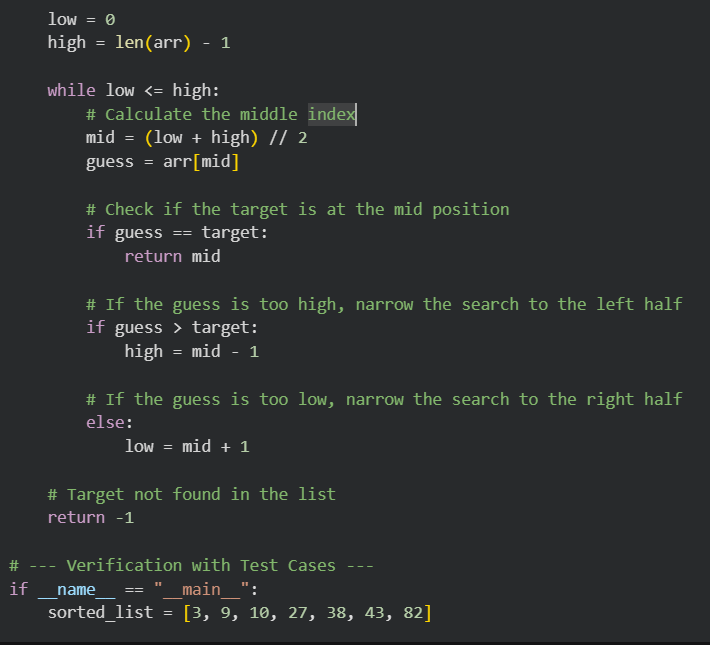 low = 0
high = len(arr) - 1
while low <= high:
# Calculate the middle index
mid = (low + high) // 2
guess = arr[mid]
# Check if the target is at the mid position
if guess == target:
return mid
# If the guess is too high, narrow the search to the left half
if guess > target:
high = mid - 1
# If the guess is too low, narrow the search to the right half
else:
low = mid + 1
# Target not found in the list
return -1
# --- Verification with Test Cases ---
if __name__ == "__main__":
sorted_list = [3, 9, 10, 27, 38, 43, 82]